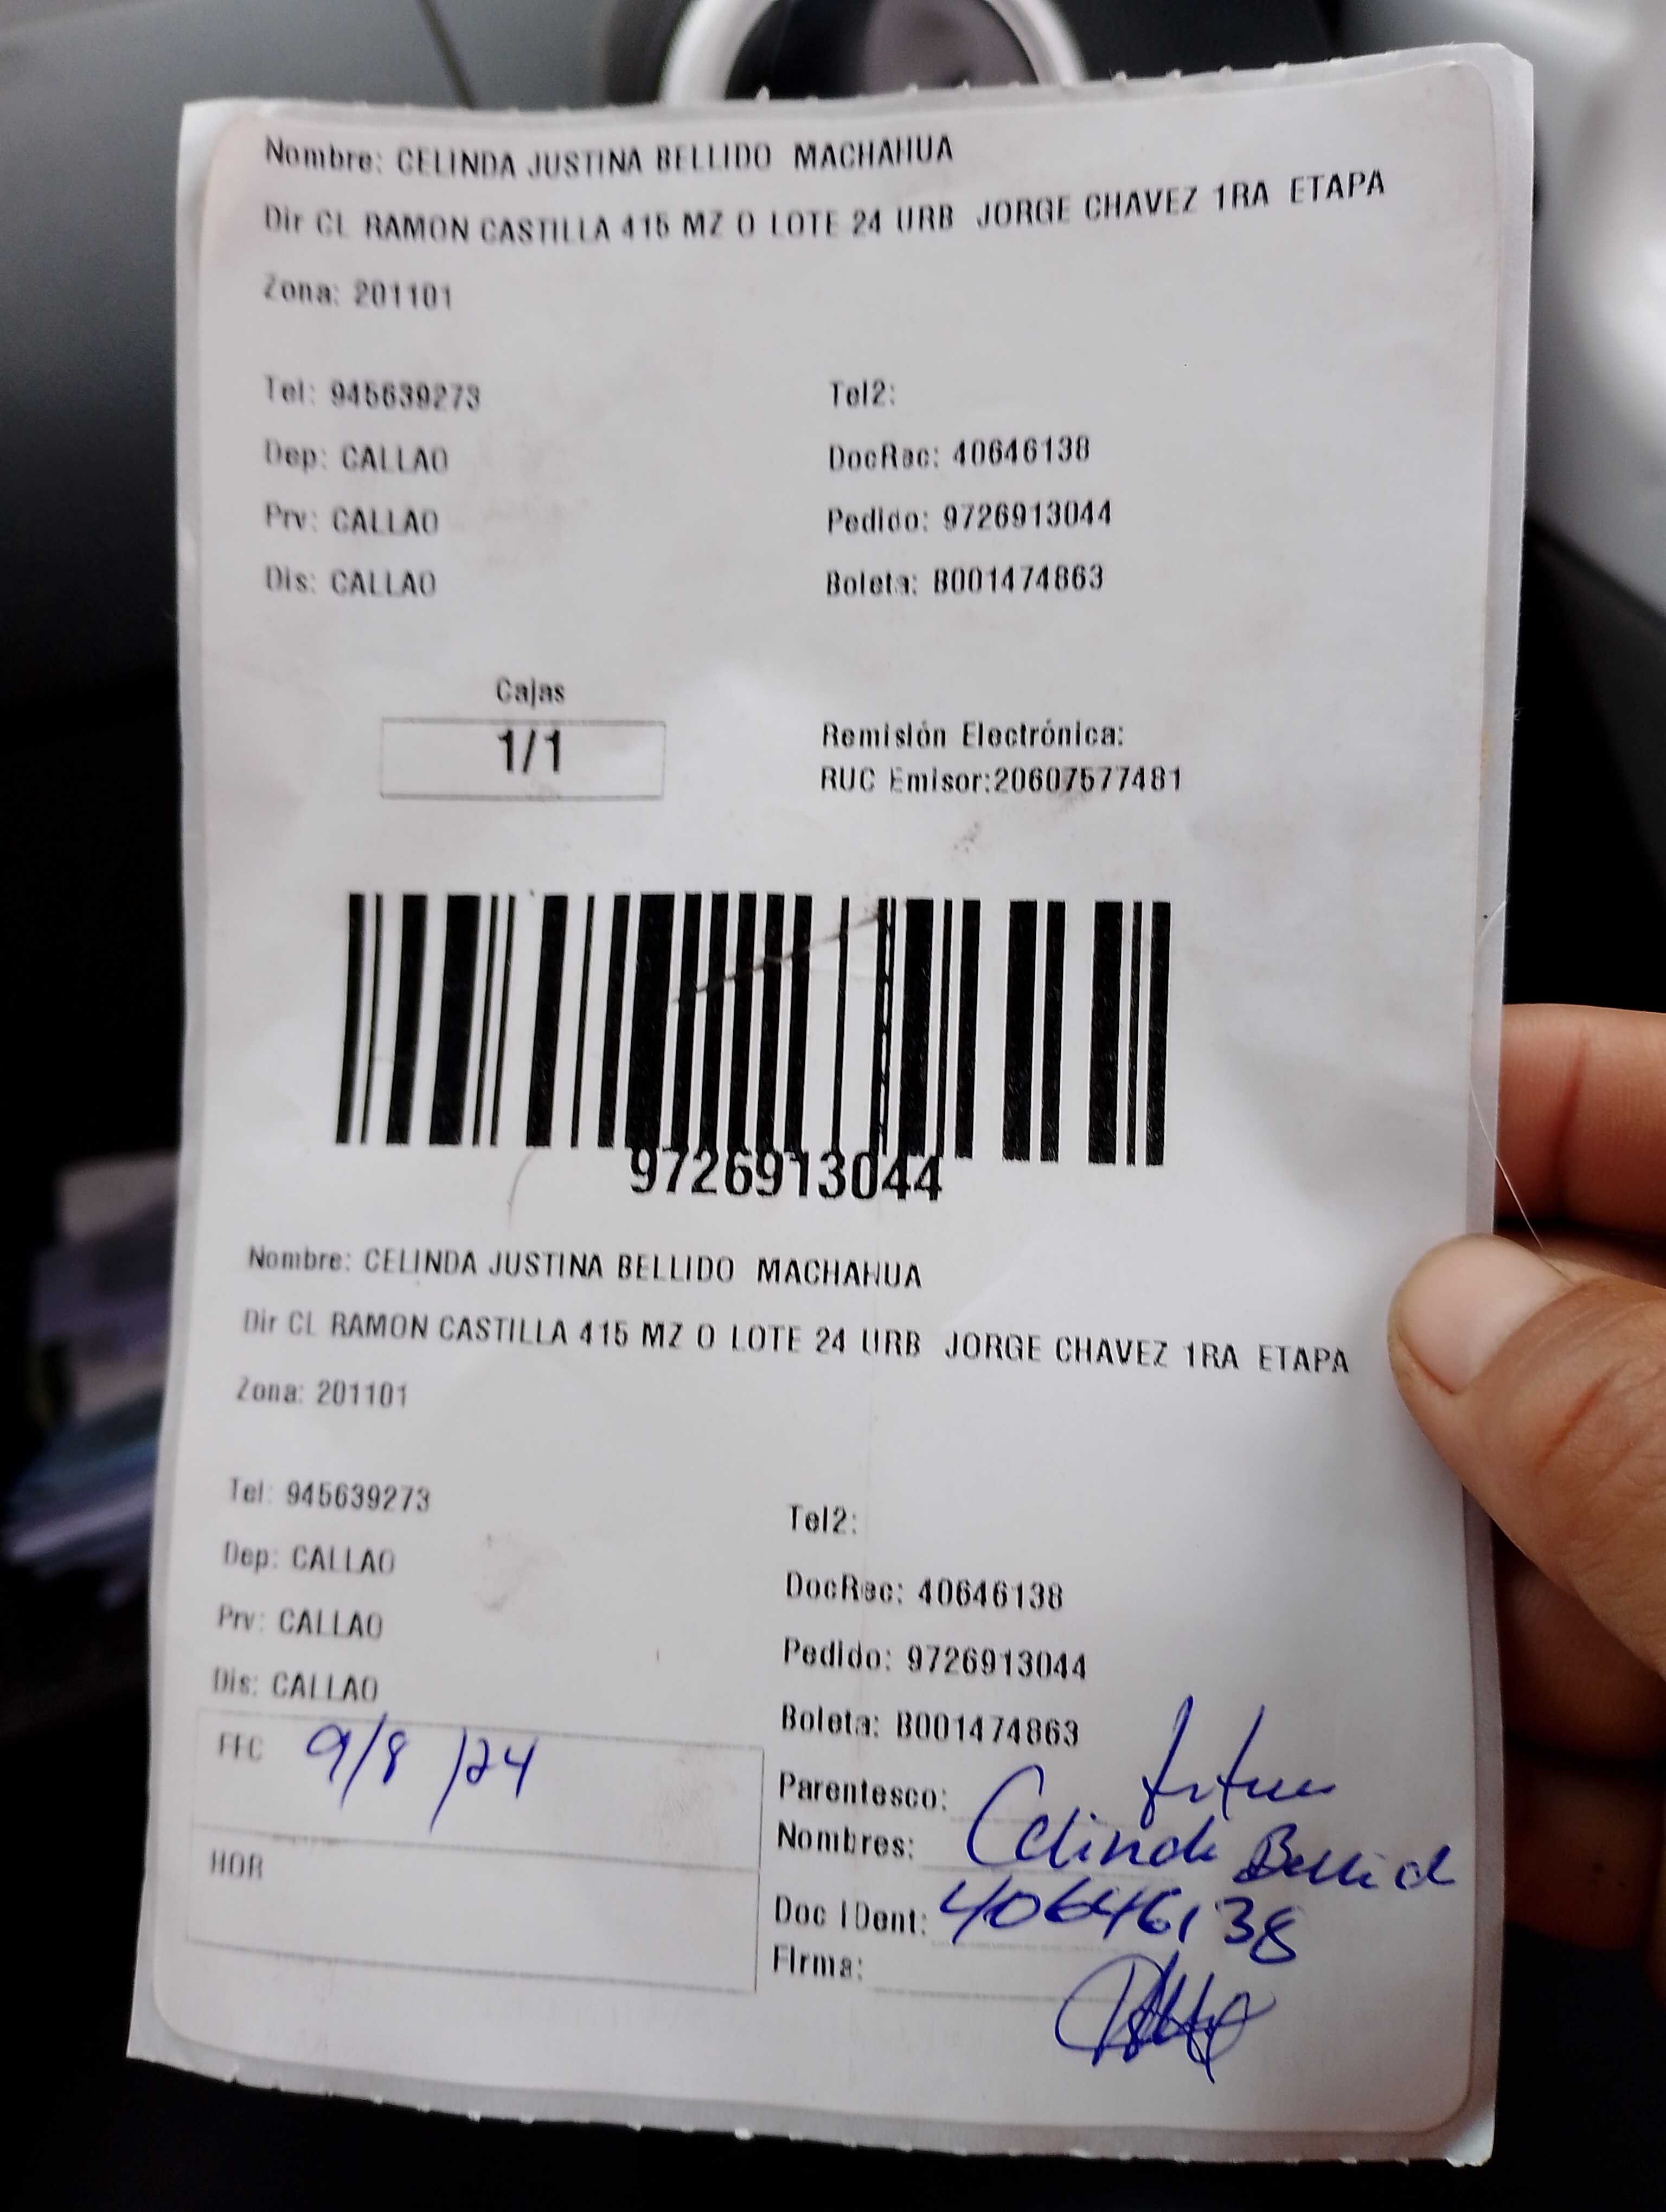 Nombre: CELINDA JUSTINA BELLIDO MACHAHUA
Dir CL RAMON CASTILLA 415 MZ O LOTE 24 URB JORGE CHAVEZ 1RA ETAPA
Zona: 201101
Tel: 945639273 Tel2:
Dep: CALLAO DocRec: 40646138
Prv: CALLAO Pedido: 9726913044
Dis: CALLAO Boleta: B001474863
Cajas
1/1
Remisión Electrónica:
RUC Emisor:20607577481
9726913044
Nombre: CELINDA JUSTINA BELLIDO MACHAHUA
Dir CL RAMON CASTILLA 415 MZ O LOTE 24 URB JORGE CHAVEZ 1RA ETAPA
Zona: 201101
Tel: 945639273 Tel2:
Dep: CALLAO DocRec: 40646138
Prv: CALLAO Pedido: 9726913044
Dis: CALLAO Boleta: B001474863
FEC 9/8/24
HOR
Parentesco:
Nombres: Celinda Bellid
Doc IDent: 40646138
Firma: